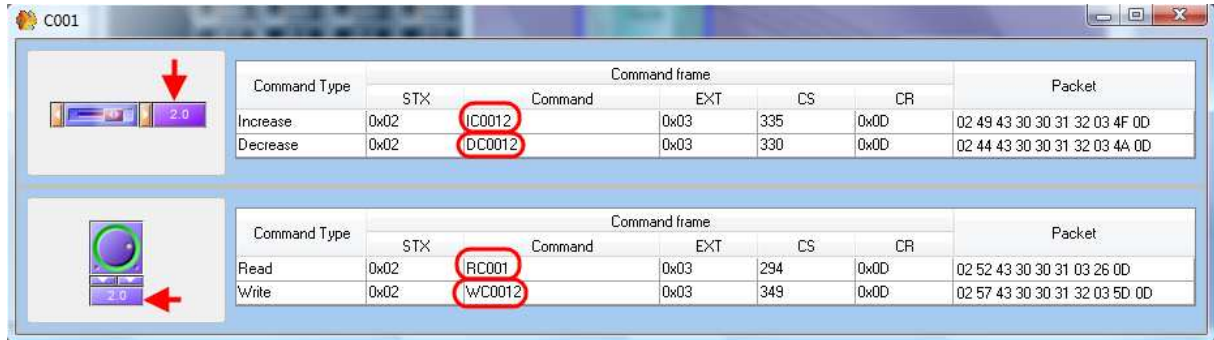 C001
Command Type Command frame Packet
STX Command EXT CS CR
2.0
Increase 0x02 IC0012 0x03 335 0x0D 02 49 43 30 30 31 32 03 4F 0D
Decrease 0x02 DC0012 0x03 330 0x0D 02 44 43 30 30 31 32 03 4A 0D
Command Type Command frame Packet
STX Command EXT CS CR
Read 0x02 RC001 0x03 294 0x0D 02 52 43 30 30 31 03 26 0D
Write 0x02 WC0012 0x03 349 0x0D 02 57 43 30 30 31 32 03 5D 0D
2.0